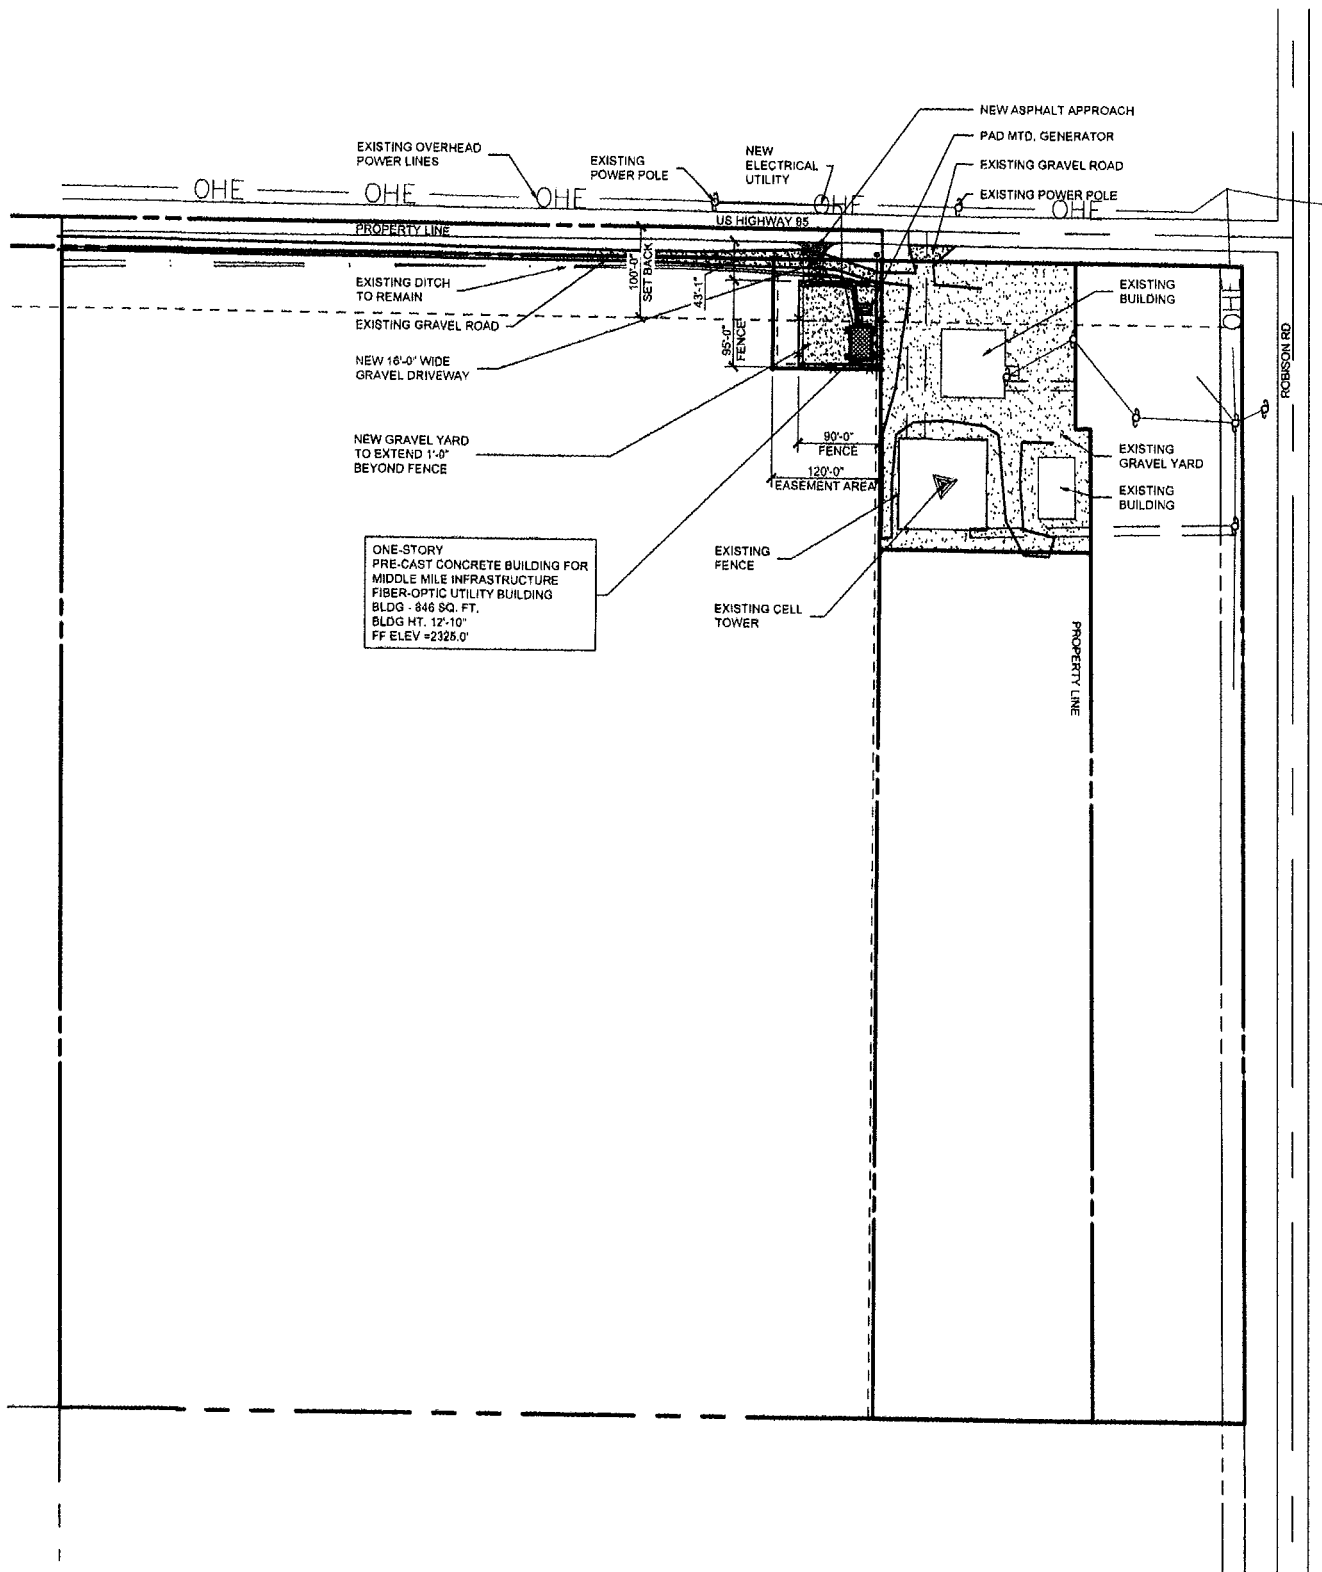 NEW ASPHALT APPROACH
PAD MTD. GENERATOR
EXISTING OVERHEAD
POWER LINES
EXISTING
POWER POLE
NEW
ELECTRICAL
UTILITY
EXISTING GRAVEL ROAD
EXISTING POWER POLE
OHE
OHE
OHE
OHE
OHE
US HIGHWAY 95
PROPERTY LINE
100'-0"
SET BACK
43'-1"
95'-0"
FENCE
EXISTING DITCH
TO REMAIN
EXISTING GRAVEL ROAD
NEW 16'-0" WIDE
GRAVEL DRIVEWAY
EXISTING
BUILDING
OHE
ROBISON RD
NEW GRAVEL YARD
TO EXTEND 1'-0"
BEYOND FENCE
90'-0"
FENCE
120'-0"
EASEMENT AREA
EXISTING
GRAVEL YARD
EXISTING
BUILDING
ONE-STORY
PRE-CAST CONCRETE BUILDING FOR
MIDDLE MILE INFRASTRUCTURE
FIBER-OPTIC UTILITY BUILDING
BLDG - 846 SQ. FT.
BLDG HT. 12'-10"
FF ELEV =2325.0'
EXISTING
FENCE
EXISTING CELL
TOWER
PROPERTY LINE